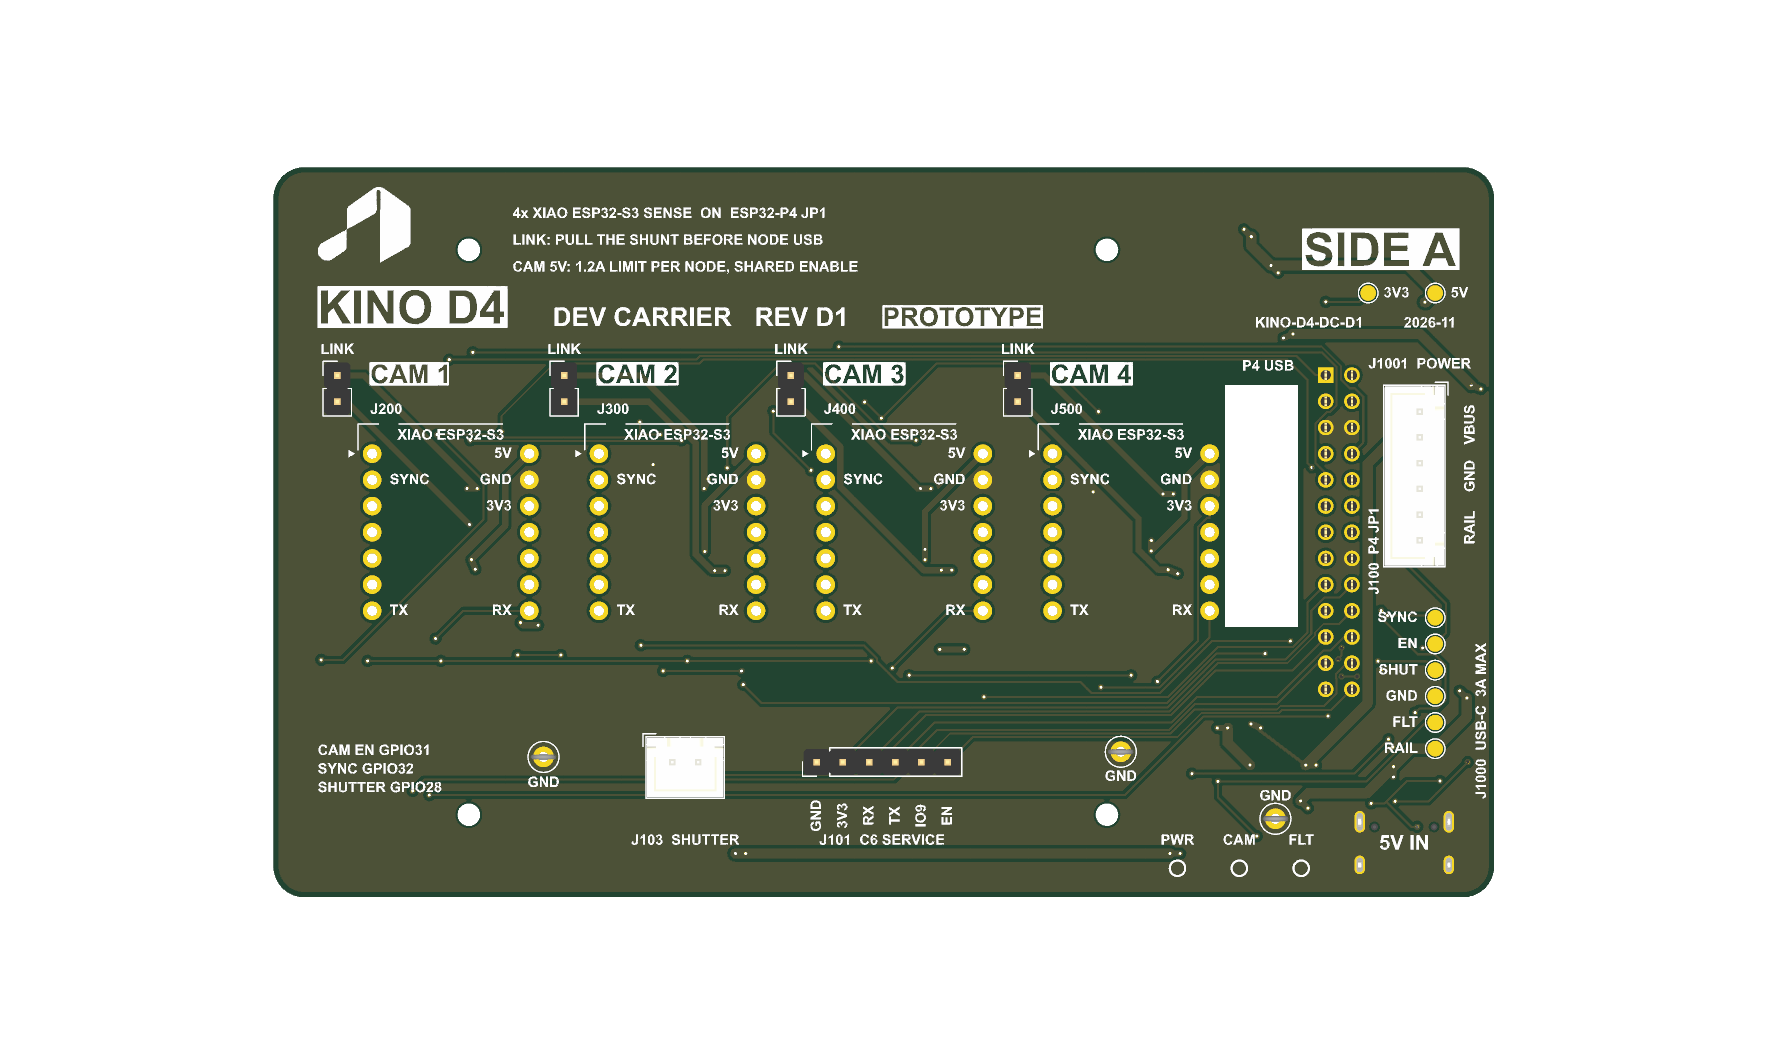 4x XIAO ESP32-S3 SENSE ON ESP32-P4 JP1
LINK: PULL THE SHUNT BEFORE NODE USB
CAM 5V: 1.2A LIMIT PER NODE, SHARED ENABLE
SIDE A
3V3
5V
KINO D4
DEV CARRIER REV D1
PROTOTYPE
KINO-D4-DC-D1
2026-11
LINK
LINK
LINK
LINK
CAM 1
CAM 2
CAM 3
CAM 4
P4 USB
J1001 POWER
J200
J300
J400
J500
XIAO ESP32-S3
XIAO ESP32-S3
XIAO ESP32-S3
XIAO ESP32-S3
5V
5V
5V
5V
SYNC
GND
SYNC
GND
SYNC
GND
SYNC
GND
3V3
3V3
3V3
3V3
TX
RX
TX
RX
TX
RX
TX
RX
J100 P4 JP1
VBUS
GND
RAIL
SYNC
EN
SHUT
GND
FLT
RAIL
J1000 USB-C 3A MAX
CAM EN GPIO31
SYNC GPIO32
SHUTTER GPIO28
GND
GND
GND
GND
3V3
RX
TX
IO9
EN
J103 SHUTTER
J101 C6 SERVICE
PWR
CAM
FLT
5V IN